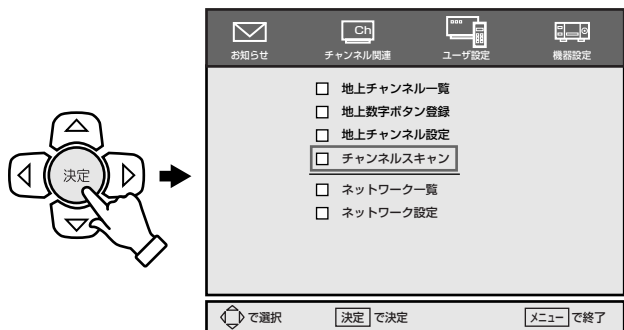 Ch
お知らせ チャンネル関連 ユーザ設定 機器設定
地上チャンネル一覧
地上数字ボタン登録
地上チャンネル設定
チャンネルスキャン
ネットワーク一覧
ネットワーク設定
決定
で選択 決定 で決定 メニュー で終了